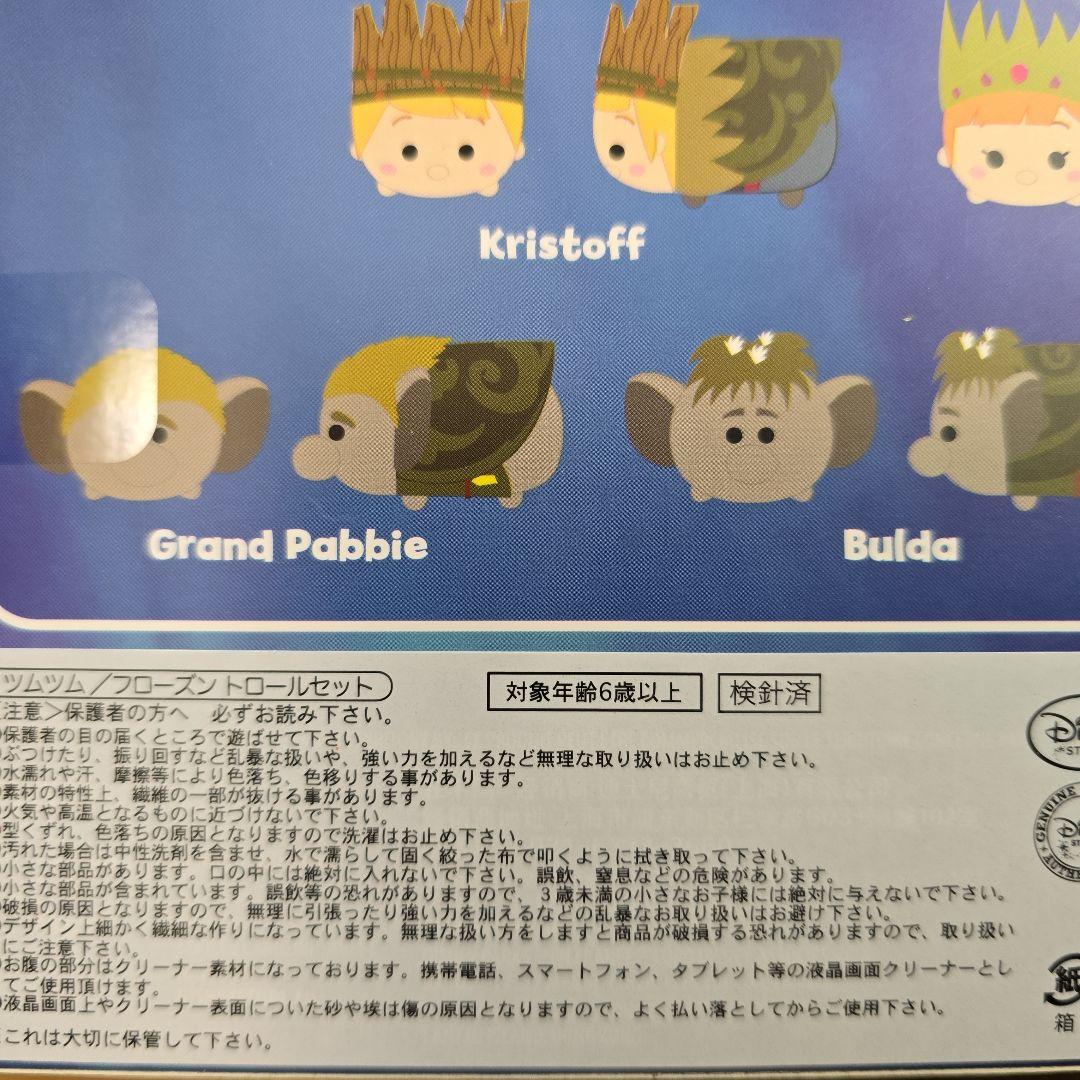 Kristoff
Grand Pabbie
Bulda
ツムツム/フローズン トロールセット
対象年齢6歳以上
検針済
注意>保護者の方へ 必ずお読み下さい。
保護者の目の届くところで遊ばせて下さい。
ぶつけたり、振り回すなど乱暴な扱いや、強い力を加えるなど無理な取り扱いはお止め下さい。
水濡れや汗、摩擦等により色落ち、色移りする事があります。
素材の特性上、繊維の一部が抜ける事があります。
火気や高温となるものに近づけないで下さい。
型くずれ、色落ちの原因となりますので洗濯はお止め下さい。
汚れた場合は中性洗剤を含ませ、水で濡らして固く絞った布で叩くように拭き取って下さい。
小さな部品があります。口の中には絶対に入れないで下さい。誤飲、窒息などの危険があります。
小さな部品が含まれています。誤飲等の恐れがありますので、3歳未満の小さなお子様には絶対に与えないで下さい。
破損の原因となりますので、無理に引張ったり強い力を加えるなどの乱暴なお取り扱いはお避け下さい。
デザイン上細かく繊細な作りになっています。無理な扱い方をしますと商品が破損する恐れがありますので、取り扱い
にご注意下さい。
お腹の部分はクリーナー素材になっております。携帯電話、スマートフォン、タブレット等の液晶画面クリーナーとし
てご使用頂けます。
液晶画面上やクリーナー表面についた砂や埃は傷の原因となりますので、よく払い落としてからご使用下さい。
これは大切に保管して下さい。
GENUINE
紙
箱